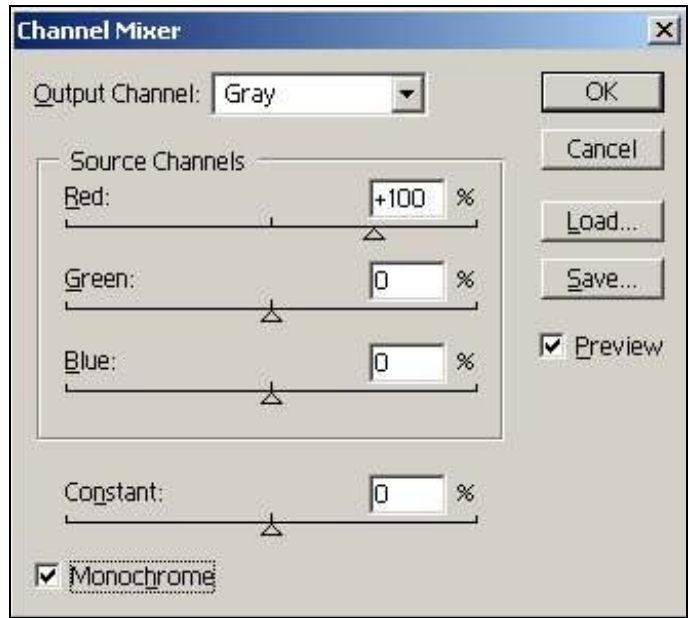 Channel Mixer
Output Channel: Gray
OK
Cancel
Load...
Save...
Preview
Source Channels
Red: +100 %
Green: 0 %
Blue: 0 %
Constant: 0 %
Monochrome